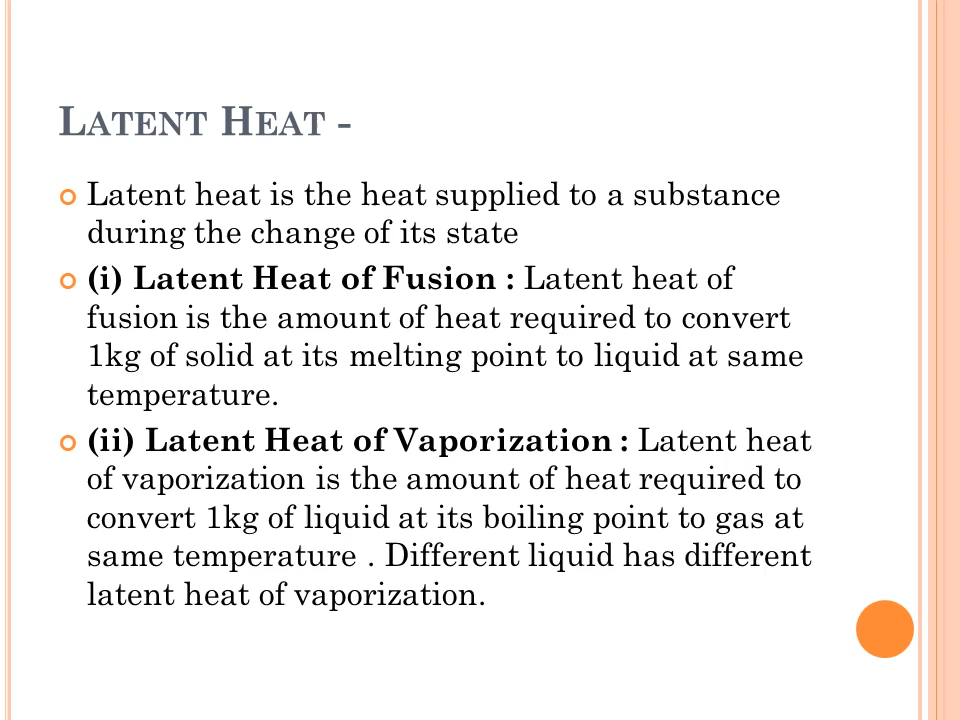 LATENT HEAT -
Latent heat is the heat supplied to a substance
during the change of its state
(i) Latent Heat of Fusion : Latent heat of
fusion is the amount of heat required to convert
1kg of solid at its melting point to liquid at same
temperature.
(ii) Latent Heat of Vaporization : Latent heat
of vaporization is the amount of heat required to
convert 1kg of liquid at its boiling point to gas at
same temperature . Different liquid has different
latent heat of vaporization.